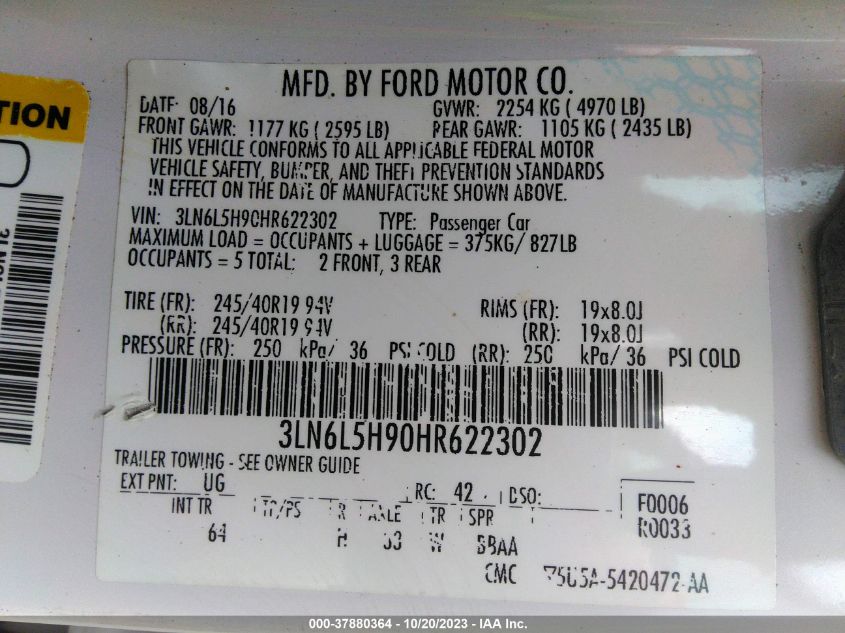 MFD. BY FORD MOTOR CO.
DATE: 08/16 GVWR: 2254 KG ( 4970 LB)
FRONT GAWR: 1177 KG ( 2595 LB) REAR GAWR: 1105 KG ( 2435 LB)
THIS VEHICLE CONFORMS TO ALL APPLICABLE FEDERAL MOTOR
VEHICLE SAFETY, BUMPER, AND THEFT PREVENTION STANDARDS
IN EFFECT ON THE DATE OF MANUFACTURE SHOWN ABOVE.
VIN: 3LN6L5H90HR622302 TYPE: Passenger Car
MAXIMUM LOAD = OCCUPANTS + LUGGAGE = 375KG/ 827LB
OCCUPANTS = 5 TOTAL: 2 FRONT, 3 REAR
TIRE (FR): 245/40R19 94V RIMS (FR): 19x8.0J
(RR): 245/40R19 94V (RR): 19x8.0J
PRESSURE (FR): 250 kPa/ 36 PSI COLD (RR): 250 kPa/ 36 PSI COLD
3LN6L5H90HR622302
TRAILER TOWING - SEE OWNER GUIDE
EXT PNT: UG RC: 42 DSO: F0006
R0033
INT TR TP/PS R AXLE TR SPR
64 H W BBAA
CMC 5420472-AA
TION
000-37880364 - 10/20/2023 - IAA Inc.